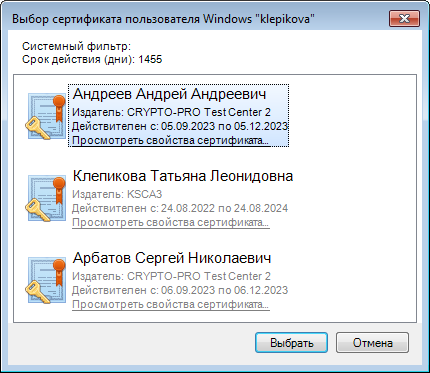 Выбор сертификата пользователя Windows "klepikova"
Системный фильтр:
Срок действия (дни): 1455
Андреев Андрей Андреевич
Издатель: CRYPTO-PRO Test Center 2
Действителен с: 05.09.2023 по 05.12.2023
Просмотреть свойства сертификата...
Клепикова Татьяна Леонидовна
Издатель: KSCA3
Действителен с: 24.08.2022 по 24.08.2024
Просмотреть свойства сертификата...
Арбатов Сергей Николаевич
Издатель: CRYPTO-PRO Test Center 2
Действителен с: 06.09.2023 по 06.12.2023
Просмотреть свойства сертификата...
Выбрать Отмена